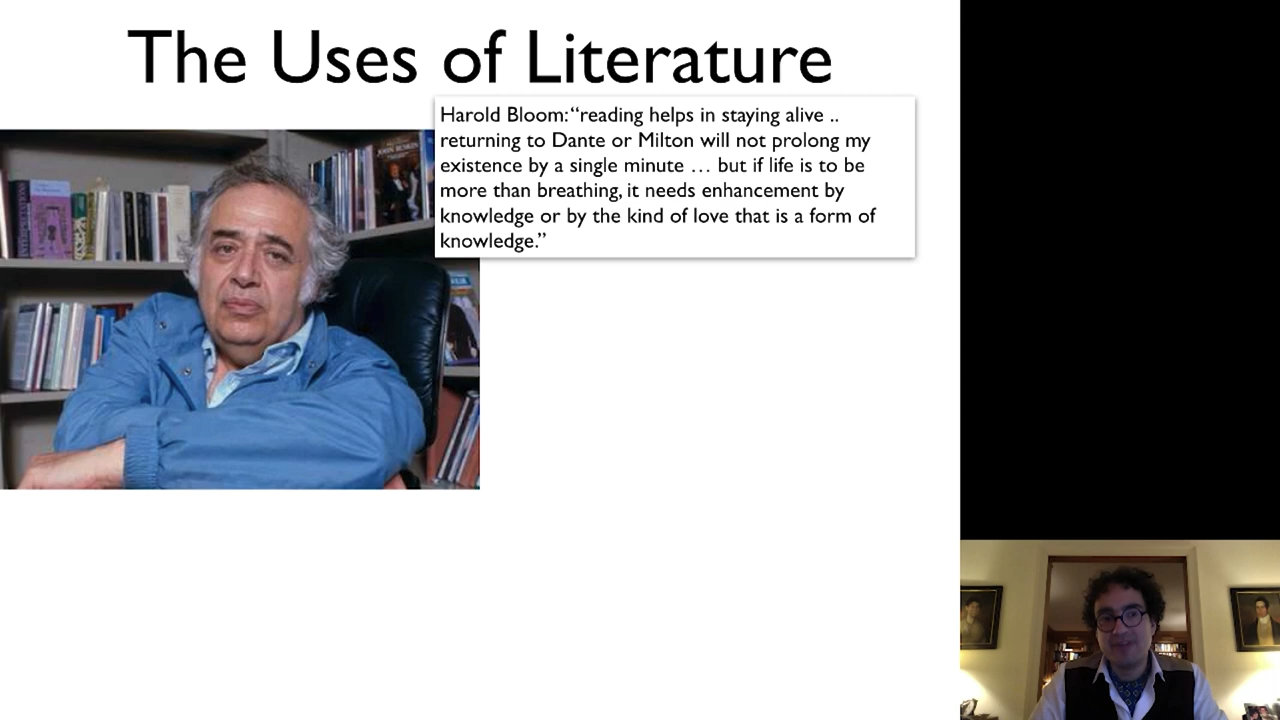 The Uses of Literature
Harold Bloom: “reading helps in staying alive ..
returning to Dante or Milton will not prolong my
existence by a single minute … but if life is to be
more than breathing, it needs enhancement by
knowledge or by the kind of love that is a form of
knowledge.”
JOHN RUSKIN